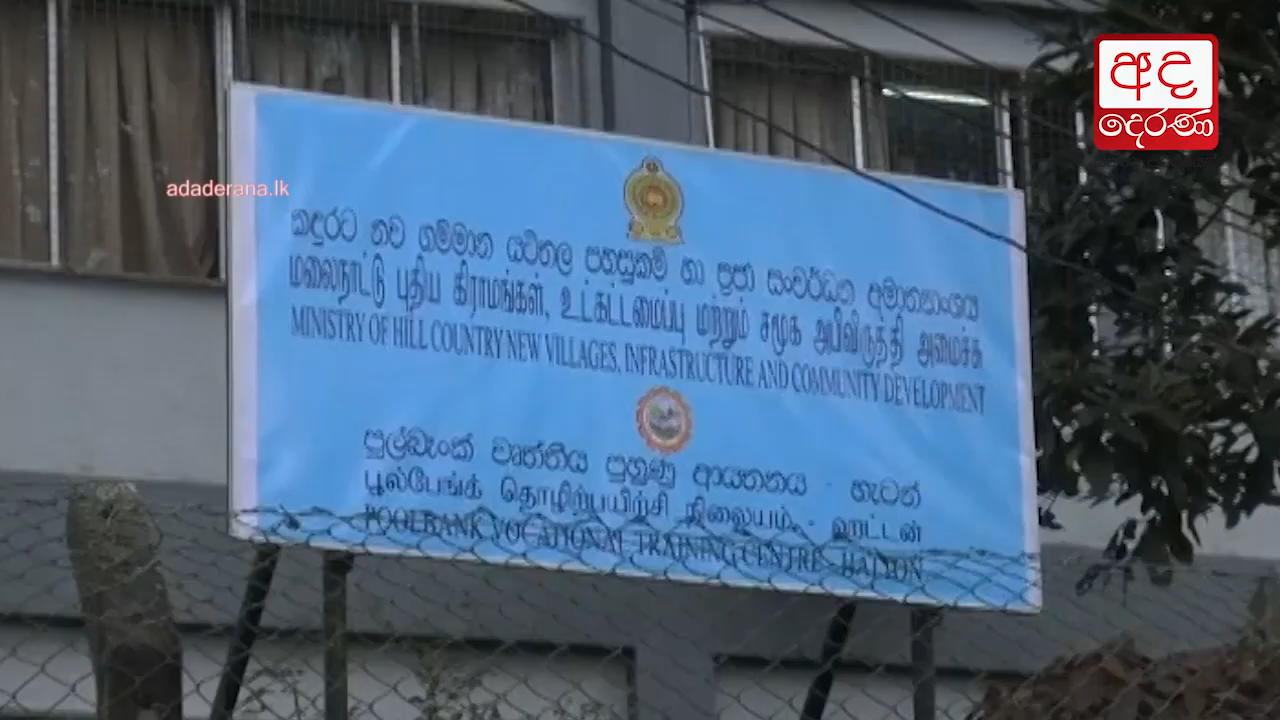 අද
දෙරණ
adaderana.lk
කඳුරට නව ගම්මාන යටිතල පහසුකම් හා ප්‍රජා සංවර්ධන අමාත්‍යාංශය
மலைநாட்டு புதிய கிராமங்கள், உட்கட்டமைப்பு மற்றும் சமூக அபிவிருத்தி அமைச்சு
MINISTRY OF HILL COUNTRY NEW VILLAGES, INFRASTRUCTURE AND COMMUNITY DEVELOPMENT
පුල්බෑංක් වෘත්තීය පුහුණු ආයතනය - හැටන්
பூல்பேங்க் தொழிற்பயிற்சி நிலையம் - ஹட்டன்
POOLBANK VOCATIONAL TRAINING CENTRE - HATTON